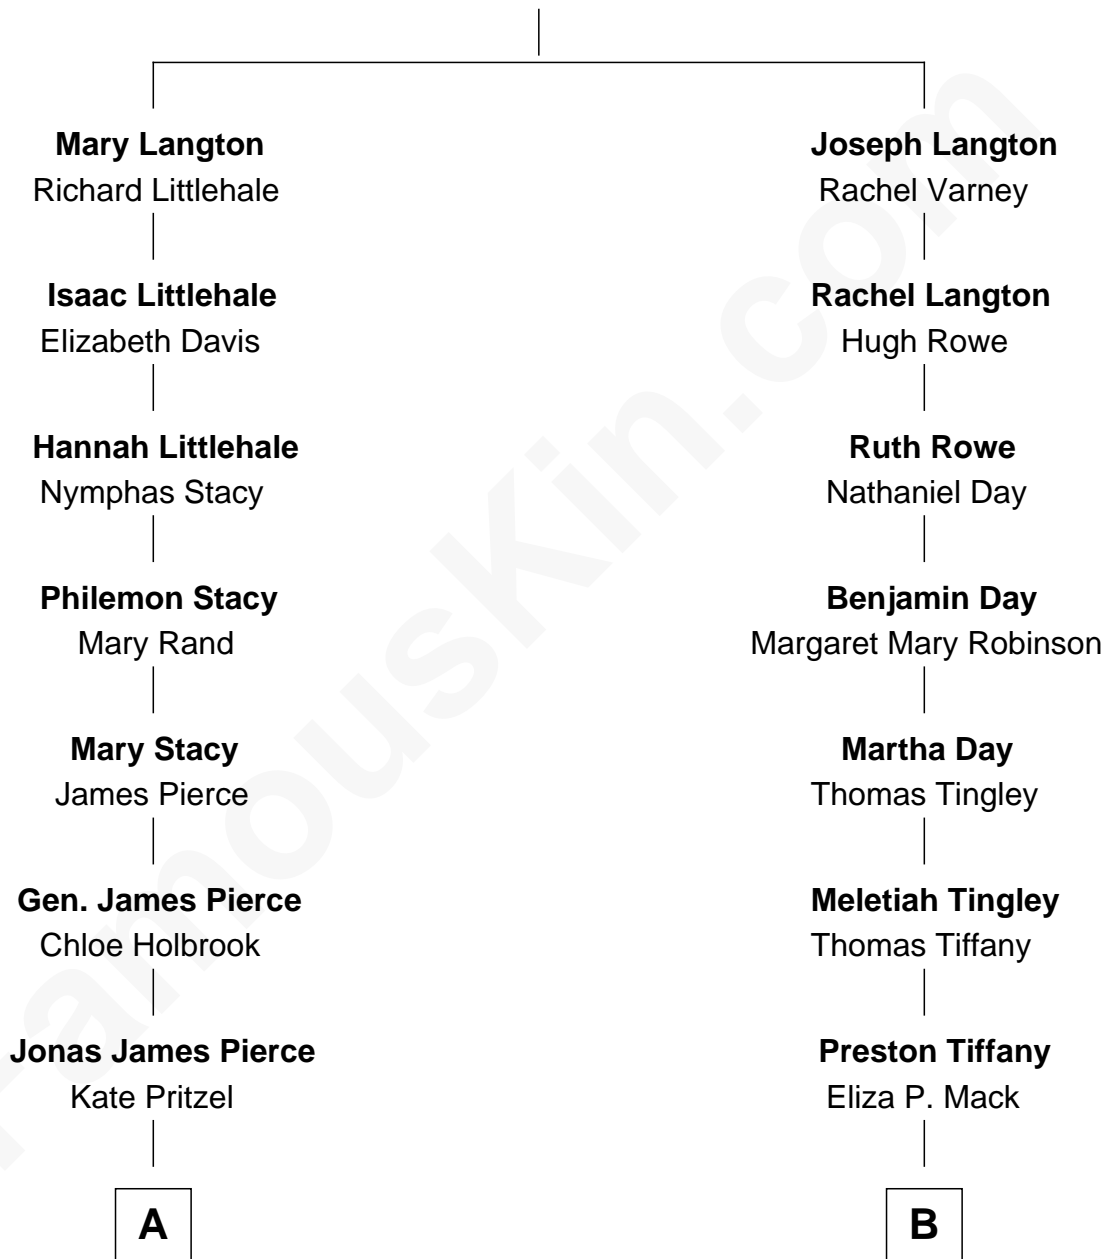 Mary Langton
Richard Littlehale
Isaac Littlehale
Elizabeth Davis
Hannah Littlehale
Nymphas Stacy
Philemon Stacy
Mary Rand
Mary Stacy
James Pierce
Gen. James Pierce
Chloe Holbrook
Jonas James Pierce
Kate Pritzel
A
Joseph Langton
Rachel Varney
Rachel Langton
Hugh Rowe
Ruth Rowe
Nathaniel Day
Benjamin Day
Margaret Mary Robinson
Martha Day
Thomas Tingley
Meletiah Tingley
Thomas Tiffany
Preston Tiffany
Eliza P. Mack
B
FamousKin.com